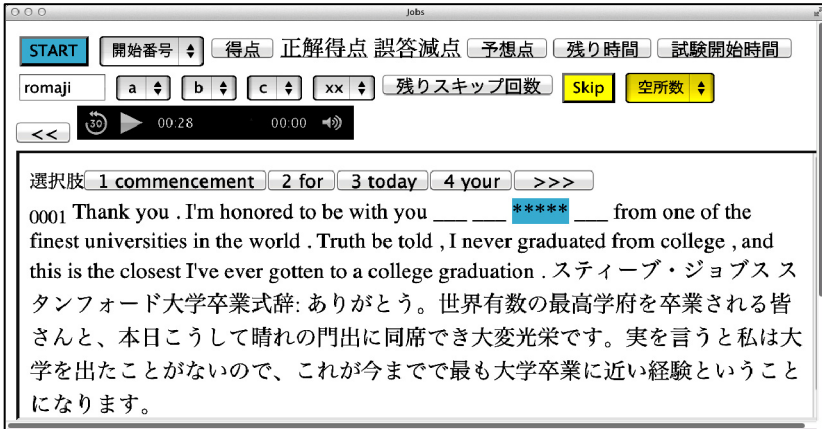 Jobs
START 開始番号 得点 正解得点 誤答減点 予想点 残り時間 試験開始時間
romaji a b c xx 残りスキップ回数 Skip 空所数
<< 30 00:28 00:00
選択肢 1 commencement 2 for 3 today 4 your >>>
0001 Thank you . I'm honored to be with you ___ ___ ***** ___ from one of the
finest universities in the world . Truth be told , I never graduated from college , and
this is the closest I've ever gotten to a college graduation . スティーブ・ジョブス ス
タンフォード大学卒業式辞: ありがとう。世界有数の最高学府を卒業される皆
さんと、本日こうして晴れの門出に同席でき大変光栄です。実を言うと私は大
学を出たことがないので、これが今までで最も大学卒業に近い経験ということ
になります。